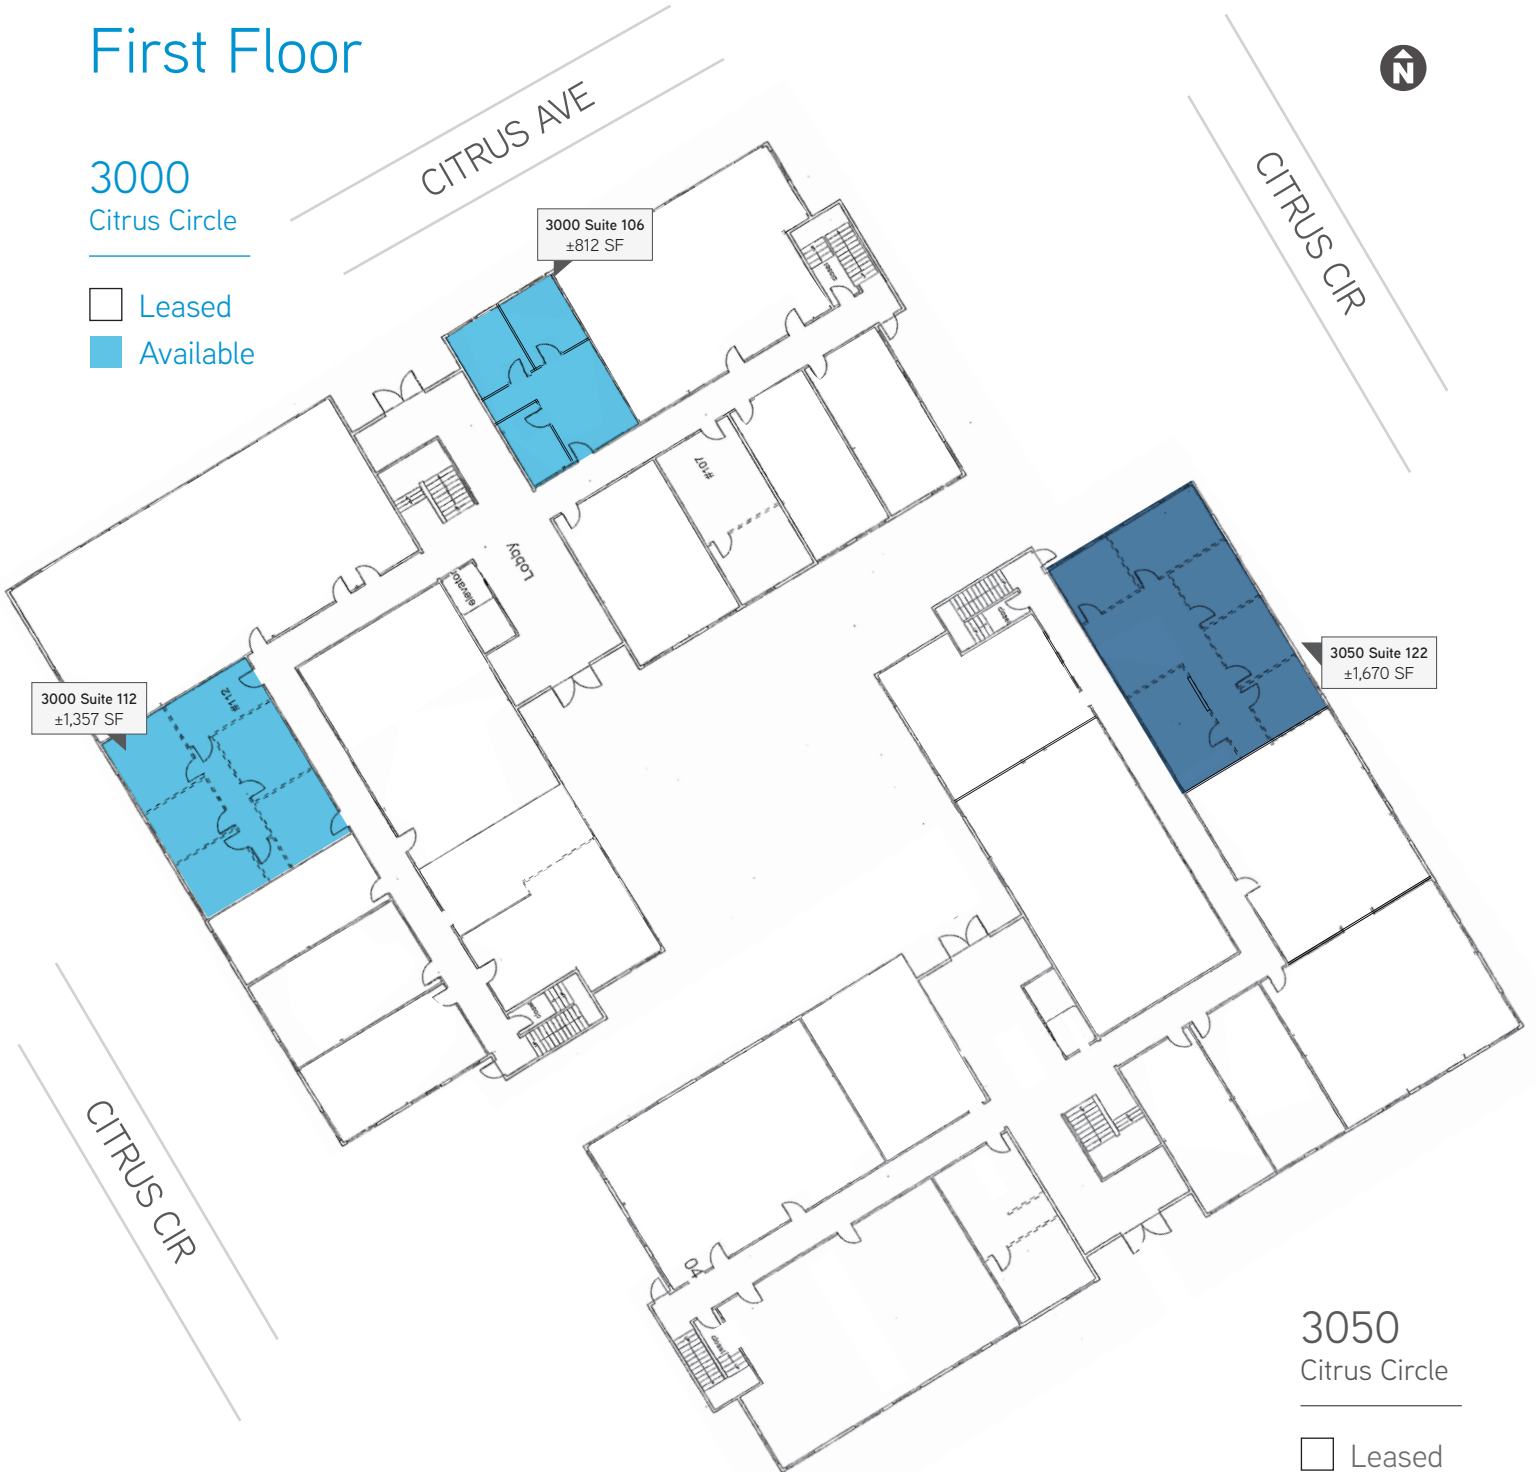 First Floor
N
CITRUS AVE
CITRUS CIR
3000
Citrus Circle
Leased
Available
3000 Suite 106
±812 SF
#107
Lobby
elevator
3000 Suite 112
±1,357 SF
#112
3050 Suite 122
±1,670 SF
CITRUS CIR
04
3050
Citrus Circle
Leased